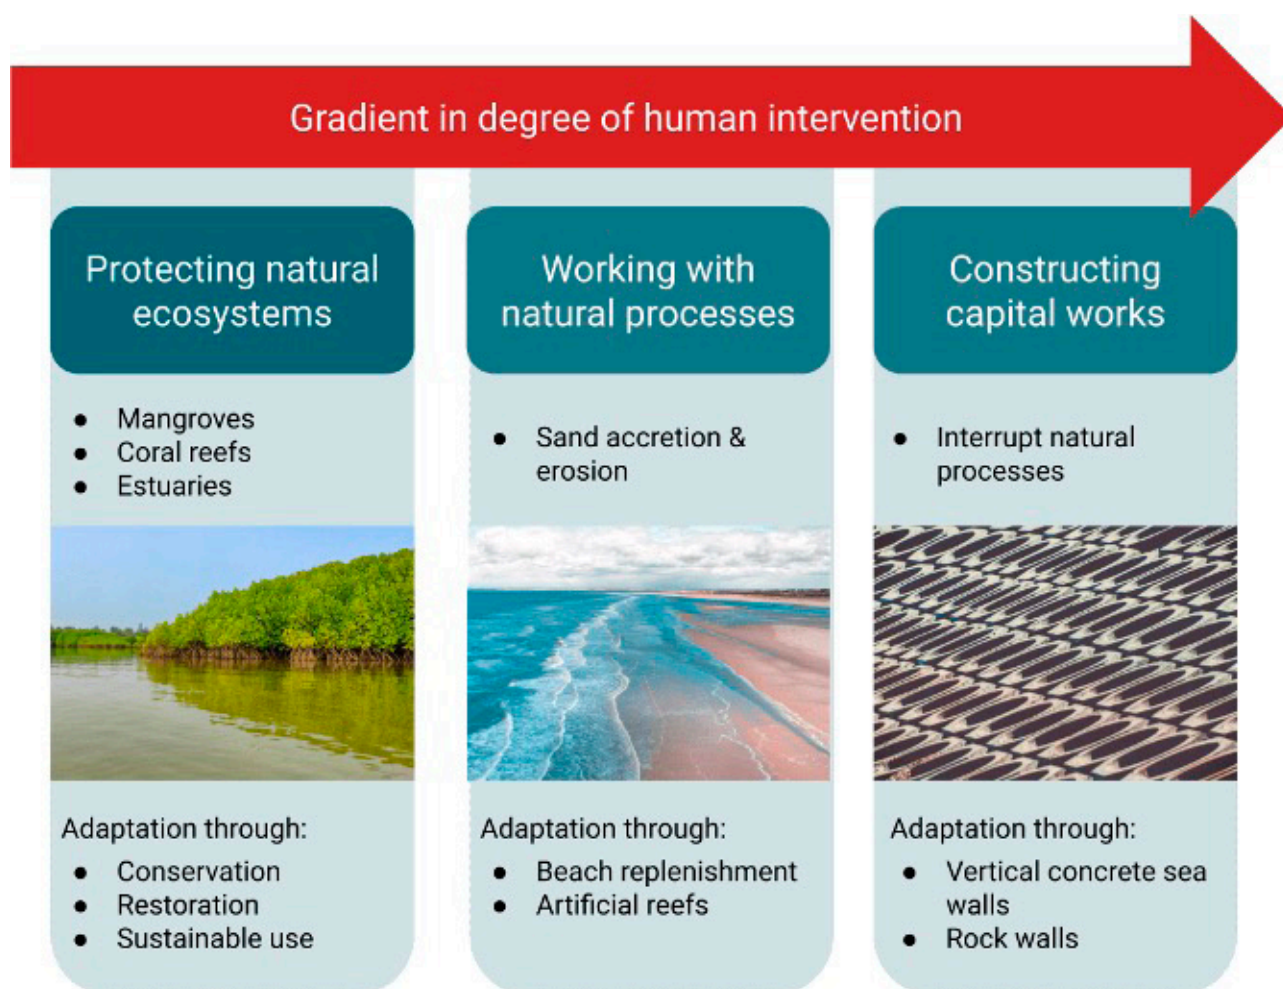 Gradient in degree of human intervention
Protecting natural
ecosystems
● Mangroves
● Coral reefs
● Estuaries
Adaptation through:
● Conservation
● Restoration
● Sustainable use
Working with
natural processes
● Sand accretion &
erosion
Adaptation through:
● Beach replenishment
● Artificial reefs
Constructing
capital works
● Interrupt natural
processes
Adaptation through:
● Vertical concrete sea
walls
● Rock walls